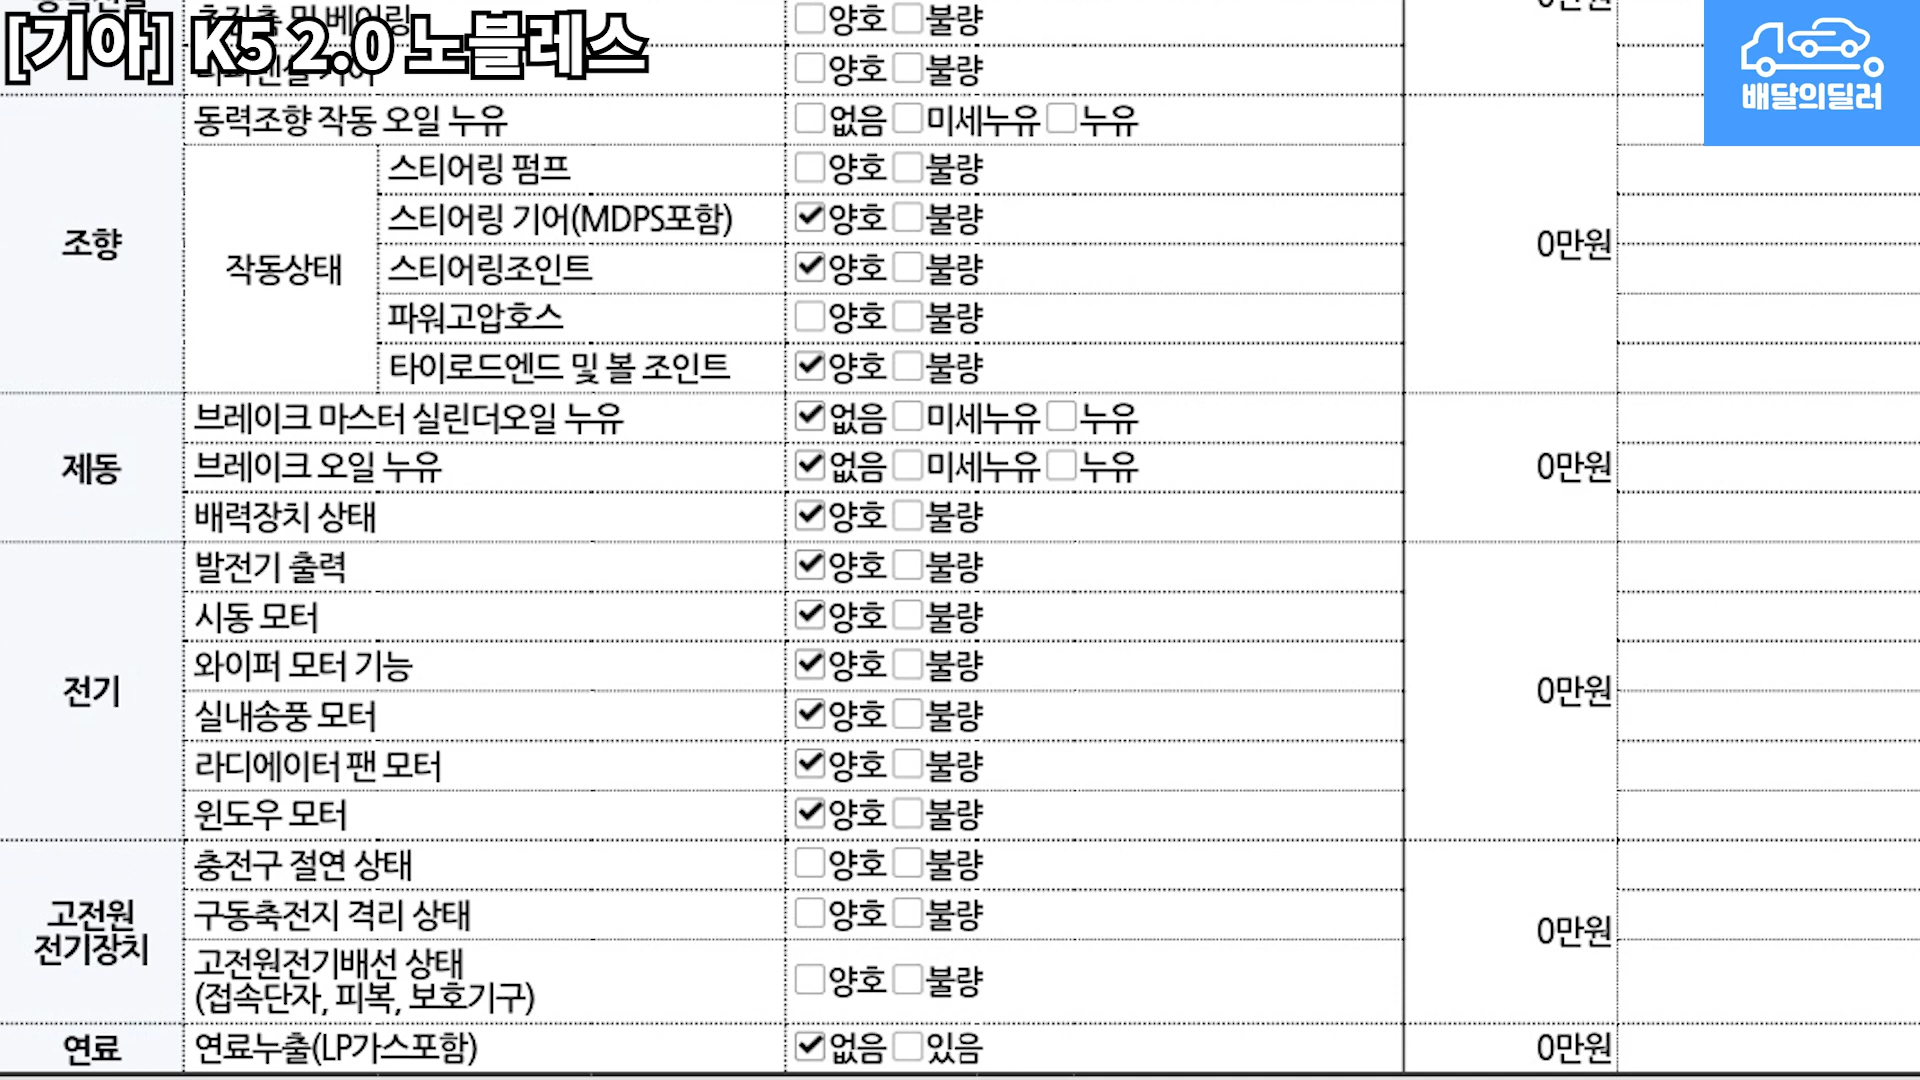 [기아] K5 2.0 노블레스
배달의딜러
양호 불량
양호 불량
조향
동력조향 작동 오일 누유 없음 미세누유 누유
작동상태
스티어링 펌프 양호 불량
스티어링 기어(MDPS포함) 양호 불량
0만원
스티어링조인트 양호 불량
파워고압호스 양호 불량
타이로드엔드 및 볼 조인트 양호 불량
제동
브레이크 마스터 실린더오일 누유 없음 미세누유 누유
브레이크 오일 누유 없음 미세누유 누유
0만원
배력장치 상태 양호 불량
전기
발전기 출력 양호 불량
시동 모터 양호 불량
와이퍼 모터 기능 양호 불량
0만원
실내송풍 모터 양호 불량
라디에이터 팬 모터 양호 불량
윈도우 모터 양호 불량
고전원
전기장치
충전구 절연 상태 양호 불량
구동축전지 격리 상태 양호 불량
0만원
고전원전기배선 상태
(접속단자, 피복, 보호기구) 양호 불량
연료
연료누출(LP가스포함) 없음 있음
0만원